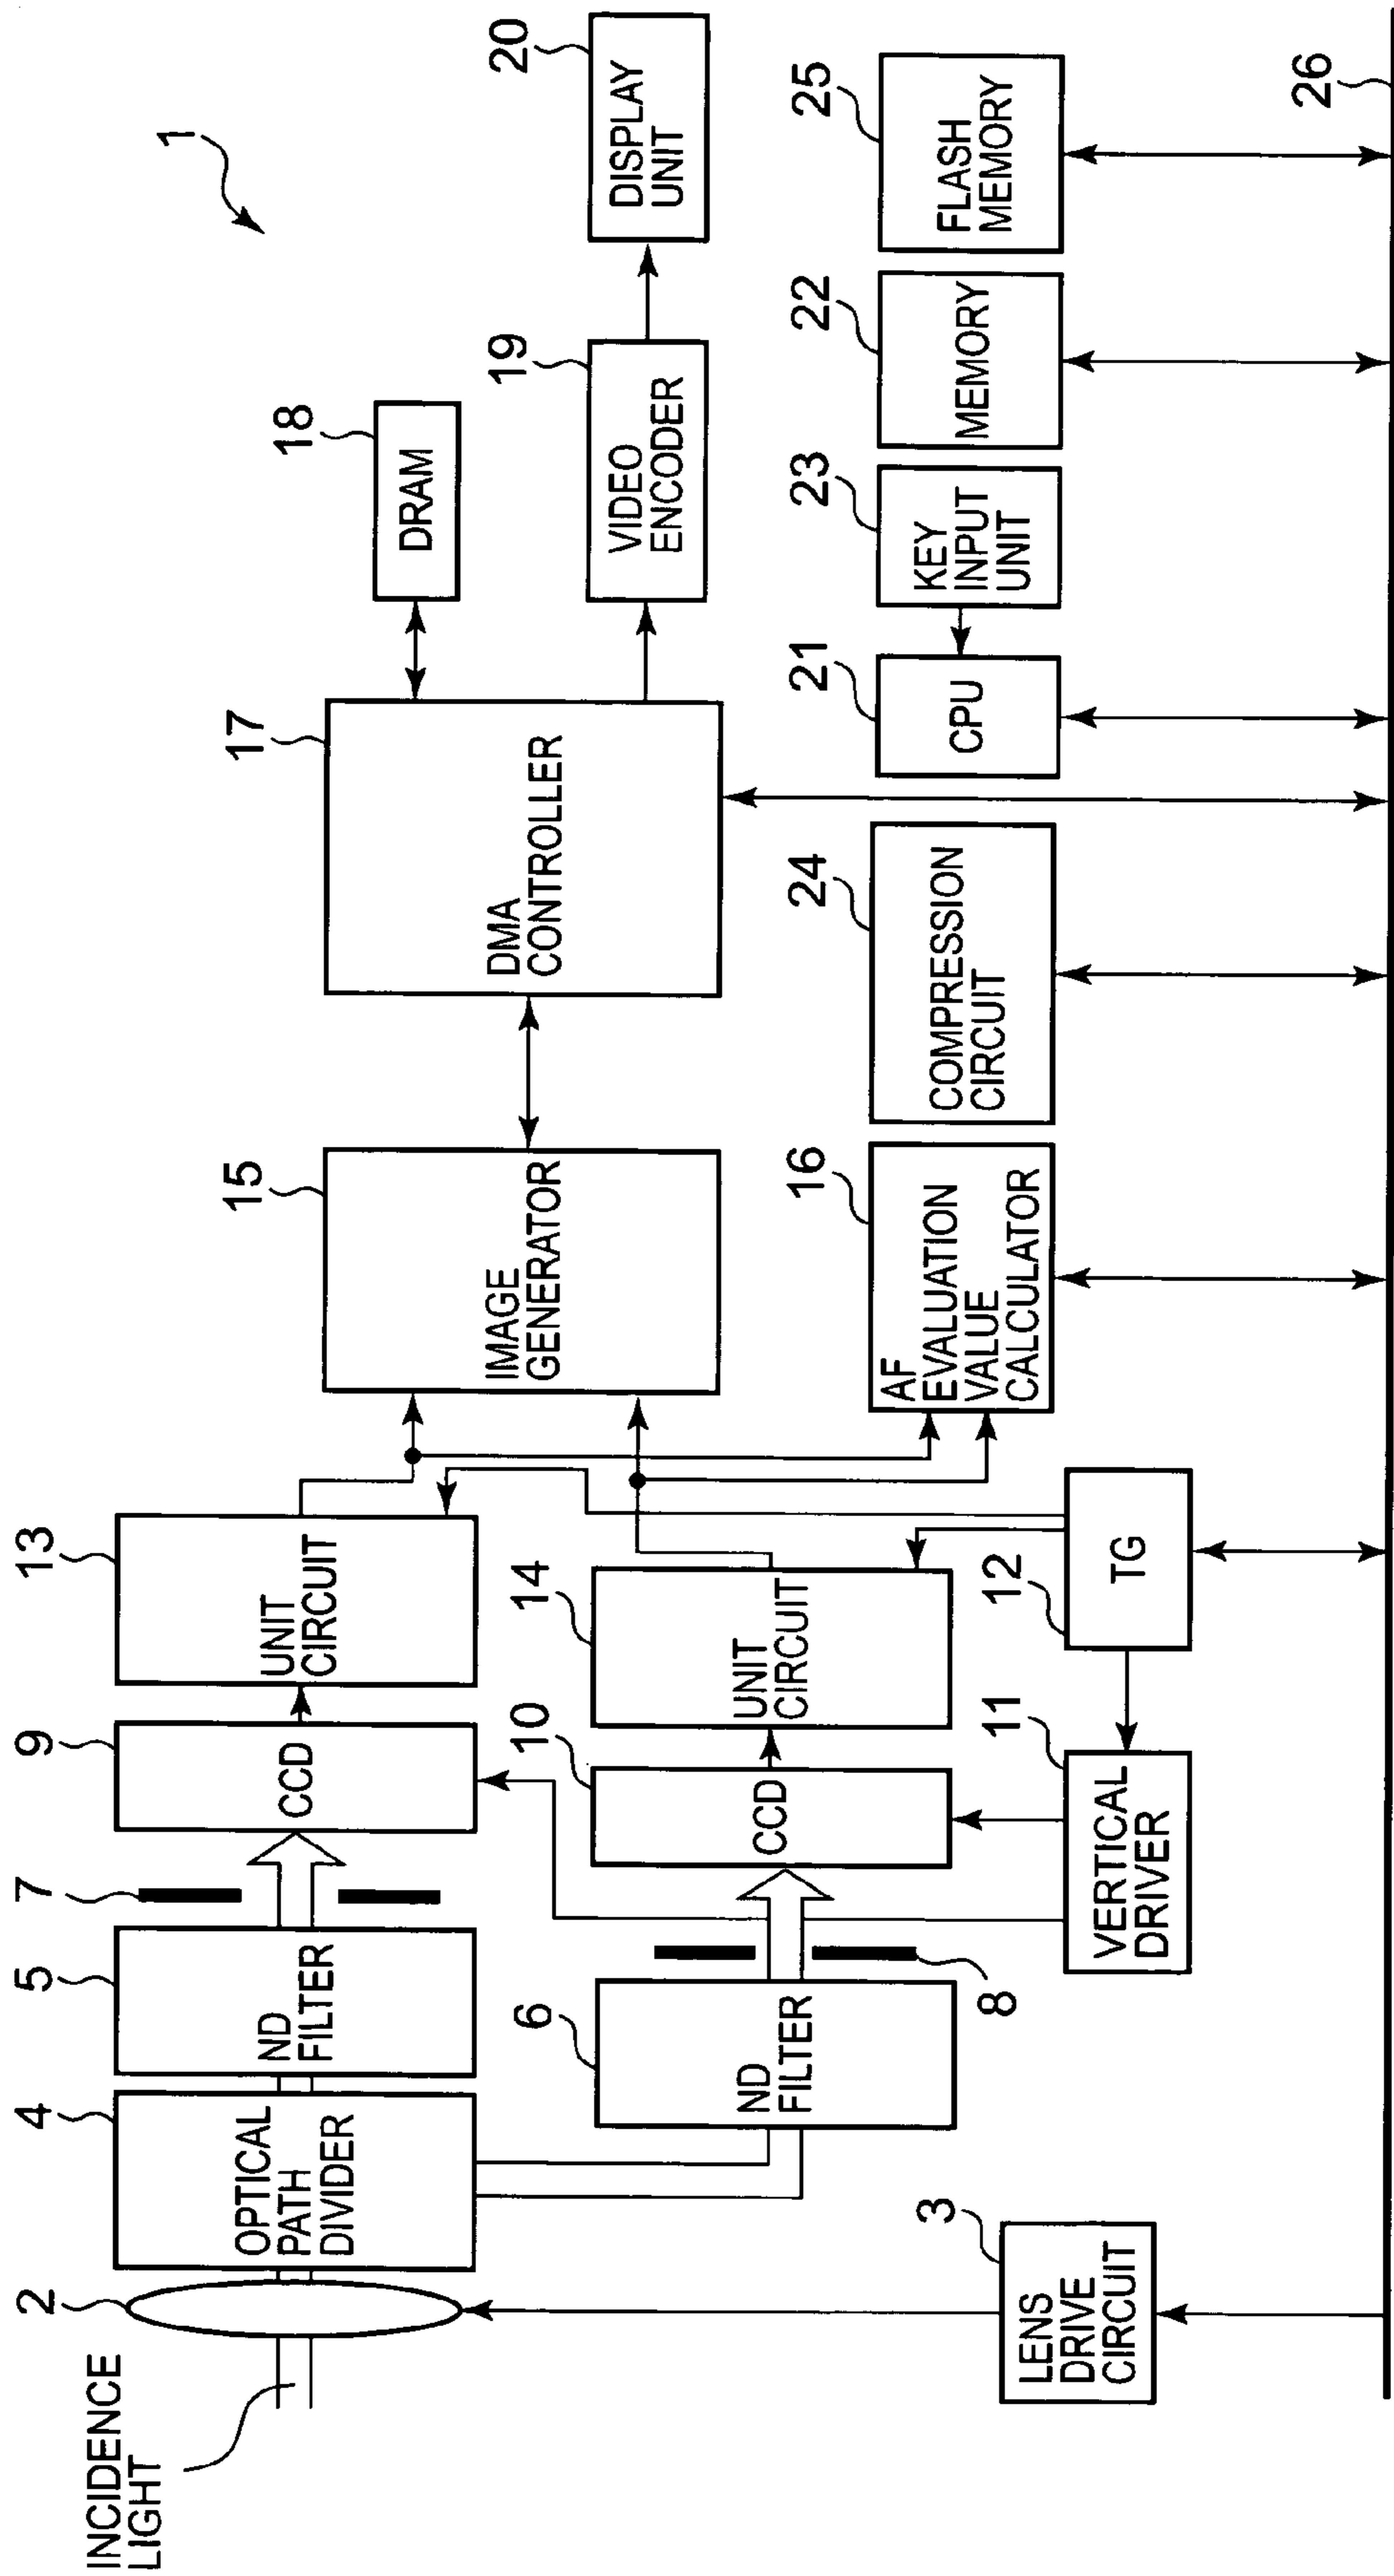 1
INCIDENCE
LIGHT
2
4
OPTICAL
PATH
DIVIDER
5
ND
FILTER
7
9
CCD
13
UNIT
CIRCUIT
15
IMAGE
GENERATOR
17
DMA
CONTROLLER
18
DRAM
19
VIDEO
ENCODER
20
DISPLAY
UNIT
6
ND
FILTER
8
10
CCD
14
UNIT
CIRCUIT
3
LENS
DRIVE
CIRCUIT
11
VERTICAL
DRIVER
12
TG
16
AF
EVALUATION
VALUE
CALCULATOR
24
COMPRESSION
CIRCUIT
21
CPU
23
KEY
INPUT
UNIT
22
MEMORY
25
FLASH
MEMORY
26